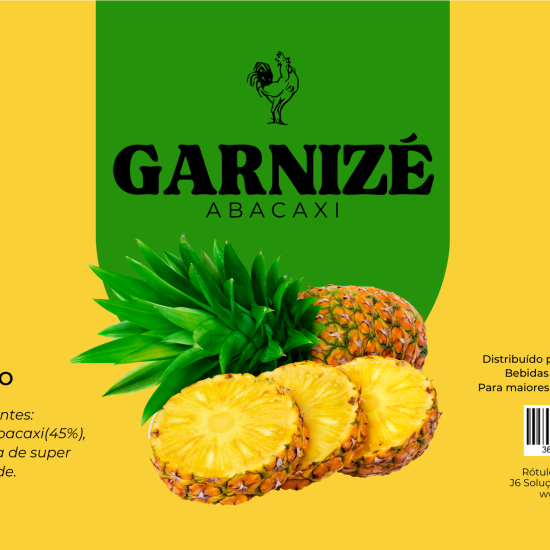 GARNIZÉ
ABACAXI
O
ntes:
bacaxi(45%),
a de super
de.
Distribuído p
Bebidas
Para maiores
36
Rótul
J6 Soluç
w